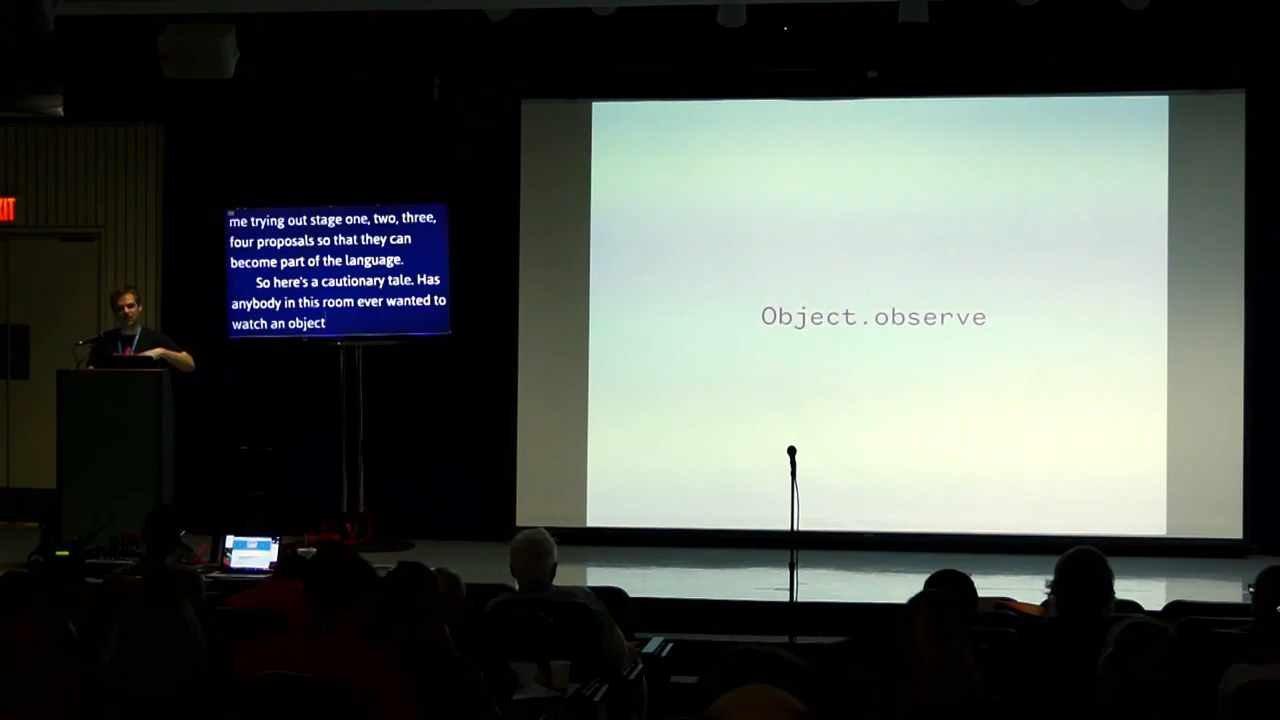 me trying out stage one, two, three,
four proposals so that they can
become part of the language.
So here's a cautionary tale. Has
anybody in this room ever wanted to
watch an object
Object.observe